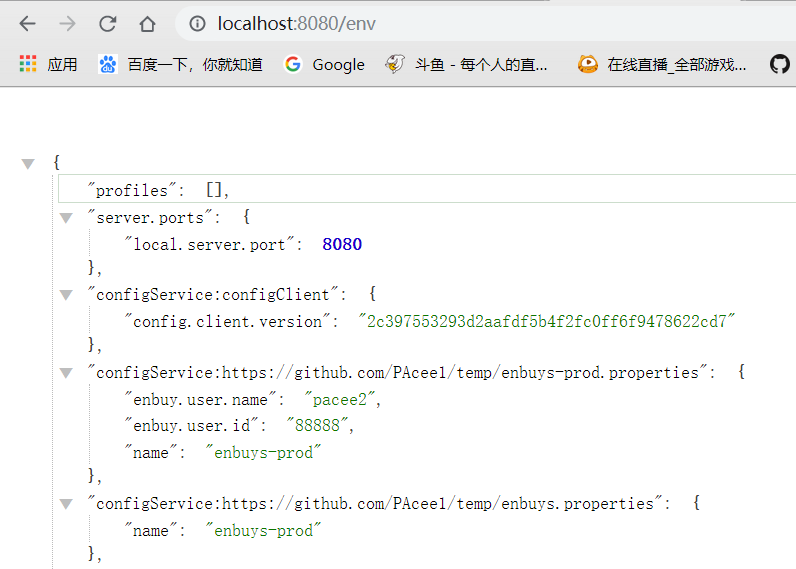 localhost:8080/env
应用 百度一下，你就知道 Google 斗鱼 - 每个人的直... 在线直播_全部游戏...
{
"profiles": [],
"server.ports": {
"local.server.port": 8080
},
"configService:configClient": {
"config.client.version": "2c397553293d2aafdf5b4f2fc0ff6f9478622cd7"
},
"configService:https://github.com/PAcee1/temp/enbuys-prod.properties": {
"enbuy.user.name": "pacee2",
"enbuy.user.id": "88888",
"name": "enbuys-prod"
},
"configService:https://github.com/PAcee1/temp/enbuys.properties": {
"name": "enbuys-prod"
},